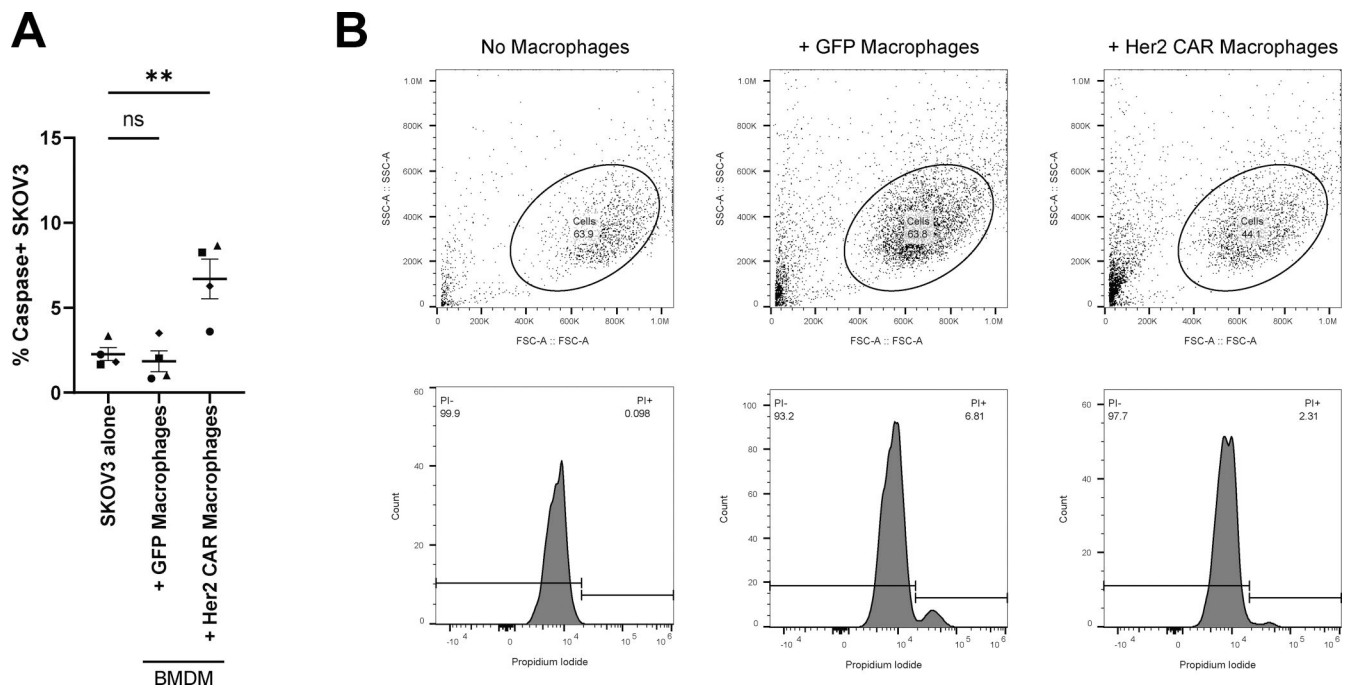 A
**
ns
% Caspase+ SKOV3
15
10
5
0
SKOV3 alone
+ GFP Macrophages
+ Her2 CAR Macrophages
BMDM
B
No Macrophages
+ GFP Macrophages
+ Her2 CAR Macrophages
SSC-A :: SSC-A
1.0M
800K
600K
400K
200K
0
Cells
63.9
0 200K 400K 600K 800K 1.0M
FSC-A :: FSC-A
SSC-A :: SSC-A
1.0M
800K
600K
400K
200K
0
Cells
63.8
0 200K 400K 600K 800K 1.0M
FSC-A :: FSC-A
SSC-A :: SSC-A
1.0M
800K
600K
400K
200K
0
Cells
44.1
0 200K 400K 600K 800K 1.0M
FSC-A :: FSC-A
Count
60
40
20
0
PI-
99.9
PI+
0.098
-10 4 10 4 10 5 10 6
Propidium Iodide
Count
100
80
60
40
20
0
PI-
93.2
PI+
6.81
-10 4 10 4 10 5 10 6
Propidium Iodide
Count
60
40
20
0
PI-
97.7
PI+
2.31
-10 4 10 4 10 5 10 6
Propidium Iodide